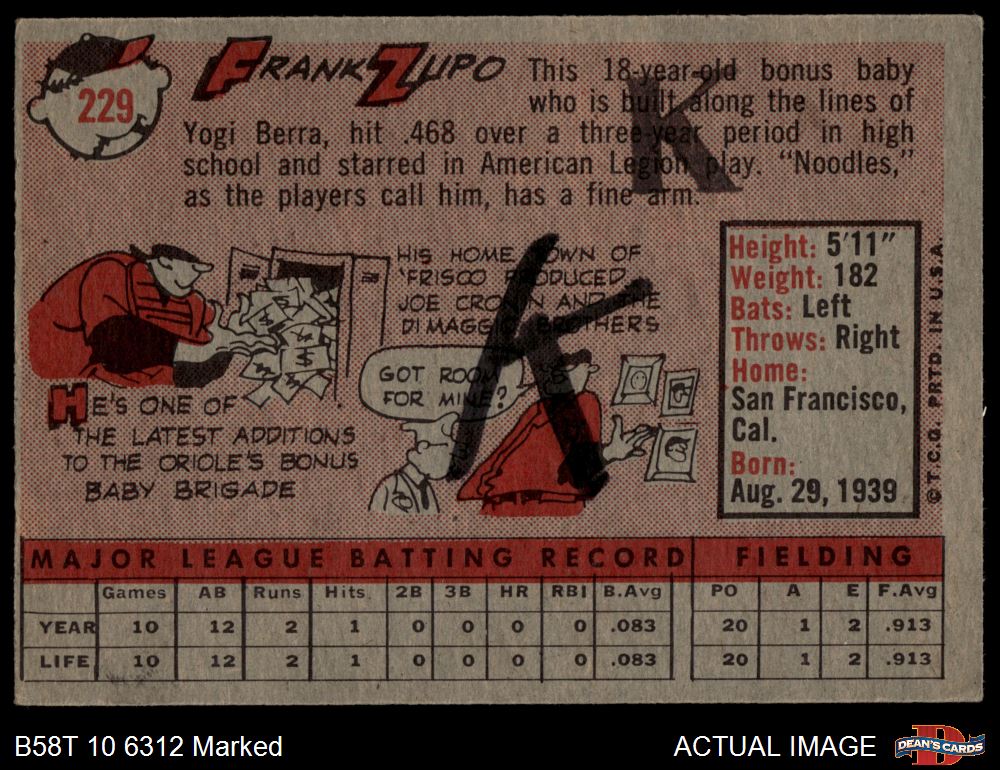 229
FRANK ZUPO
This 18-year-old bonus baby
who is built along the lines of
Yogi Berra, hit .468 over a three-year period in high
school and starred in American Legion play. "Noodles,"
as the players call him, has a fine arm.
K
K
HE'S ONE OF
THE LATEST ADDITIONS
TO THE ORIOLE'S BONUS
BABY BRIGADE
HIS HOME TOWN OF
'FRISCO PRODUCED
JOE CRONIN AND THE
DI MAGGIO BROTHERS
GOT ROOM
FOR MINE?
Height: 5'11"
Weight: 182
Bats: Left
Throws: Right
Home:
San Francisco,
Cal.
Born:
Aug. 29, 1939
© T.C.G. PRTD. IN U.S.A.
MAJOR LEAGUE BATTING RECORD FIELDING
Games AB Runs Hits 2B 3B HR RBI B.Avg PO A E F.Avg
YEAR 10 12 2 1 0 0 0 0 .083 20 1 2 .913
LIFE 10 12 2 1 0 0 0 0 .083 20 1 2 .913
B58T 10 6312 Marked
ACTUAL IMAGE
DEAN'S CARDS